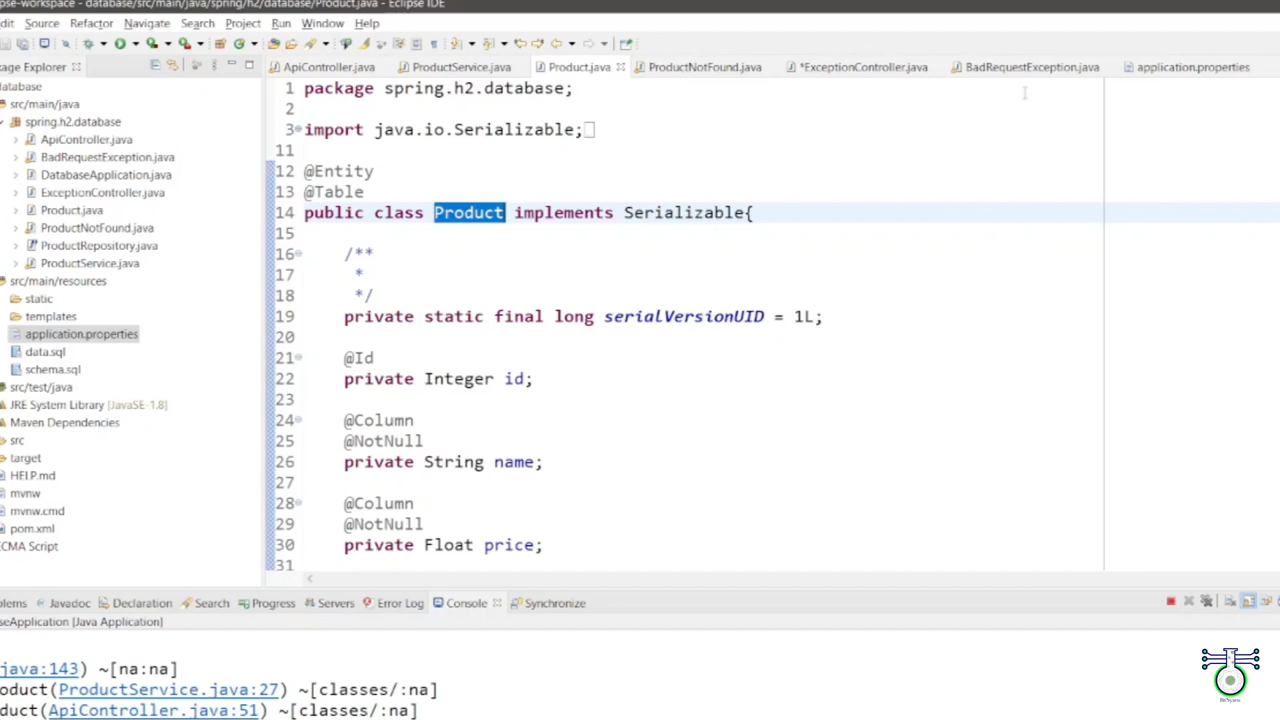 pse-workspace - database/src/main/java/spring/h2/database/Product.java - Eclipse IDE
dit Source Refactor Navigate Search Project Run Window Help
kage Explorer
ApiController.java ProductService.java Product.java ProductNotFound.java *ExceptionController.java BadRequestException.java application.properties
atabase
src/main/java
spring.h2.database
ApiController.java
BadRequestException.java
DatabaseApplication.java
ExceptionController.java
Product.java
ProductNotFound.java
ProductRepository.java
ProductService.java
src/main/resources
static
templates
application.properties
data.sql
schema.sql
src/test/java
JRE System Library [JavaSE-1.8]
Maven Dependencies
src
target
HELP.md
mvnw
mvnw.cmd
pom.xml
CMA Script
1 package spring.h2.database;
2
3 import java.io.Serializable;
11
12 @Entity
13 @Table
14 public class Product implements Serializable{
15
16 /**
17 *
18 */
19 private static final long serialVersionUID = 1L;
20
21 @Id
22 private Integer id;
23
24 @Column
25 @NotNull
26 private String name;
27
28 @Column
29 @NotNull
30 private Float price;
31
blems Javadoc Declaration Search Progress Servers Error Log Console Synchronize
seApplication [Java Application]
java:143) ~[na:na]
oduct(ProductService.java:27) ~[classes/:na]
duct(ApiController.java:51) ~[classes/:na]